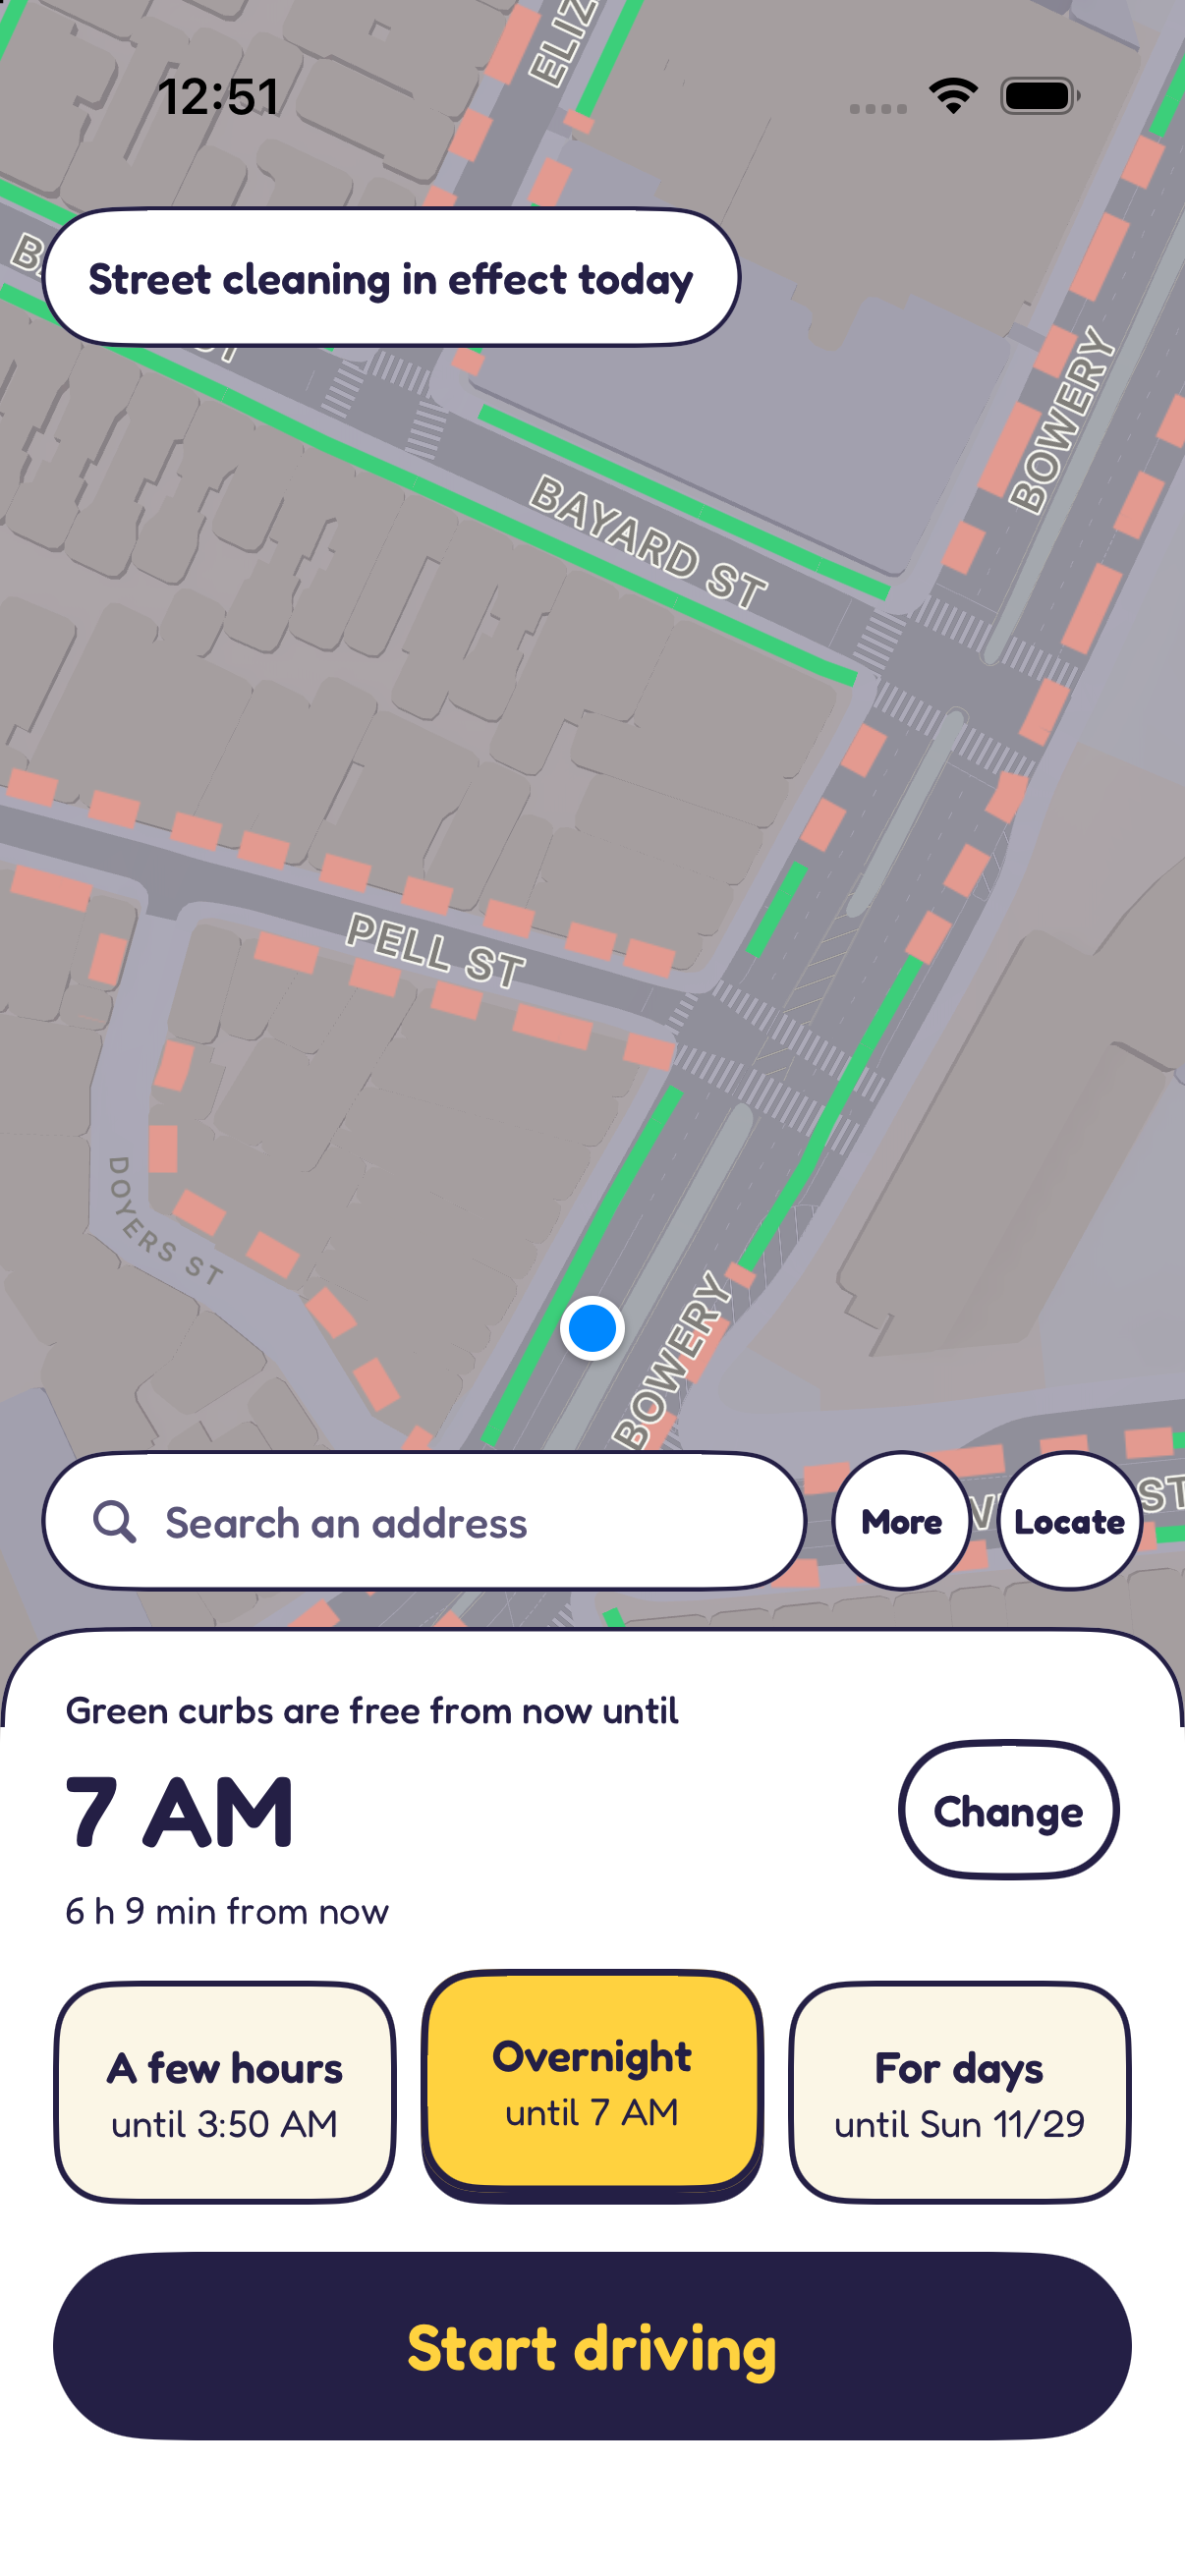 ELIZ
12:51
Street cleaning in effect today
BOWERY
BAYARD ST
PELL ST
DOYERS ST
BOWERY
Search an address
More
Locate
ST
Green curbs are free from now until
7 AM
Change
6 h 9 min from now
A few hours
until 3:50 AM
Overnight
until 7 AM
For days
until Sun 11/29
Start driving